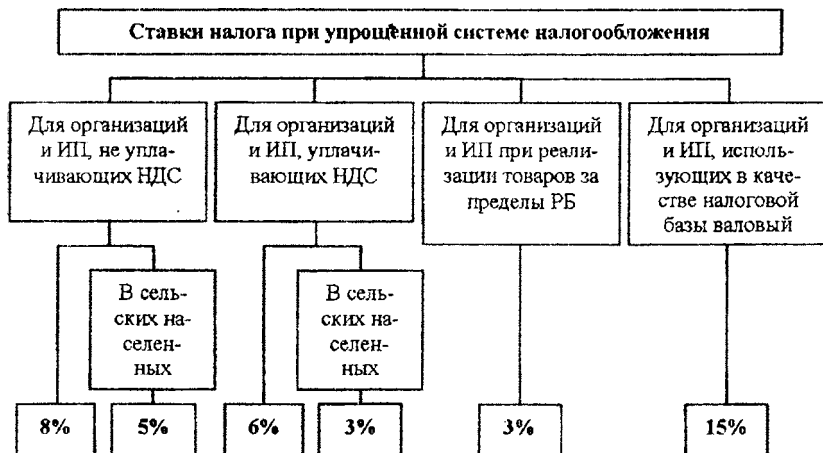 Ставки налога при упрощенной системе налогообложения
Для организаций
и ИП, не упла-
чивающих НДС
Для организаций
и ИП, уплачи-
вающих НДС
Для организаций
и ИП при реали-
зации товаров за
пределы РБ
Для организаций
и ИП, исполь-
зующих в каче-
стве налоговой
базы валовый
В сель-
ских на-
селен-
ных
В сель-
ских на-
селен-
ных
8%
5%
6%
3%
3%
15%